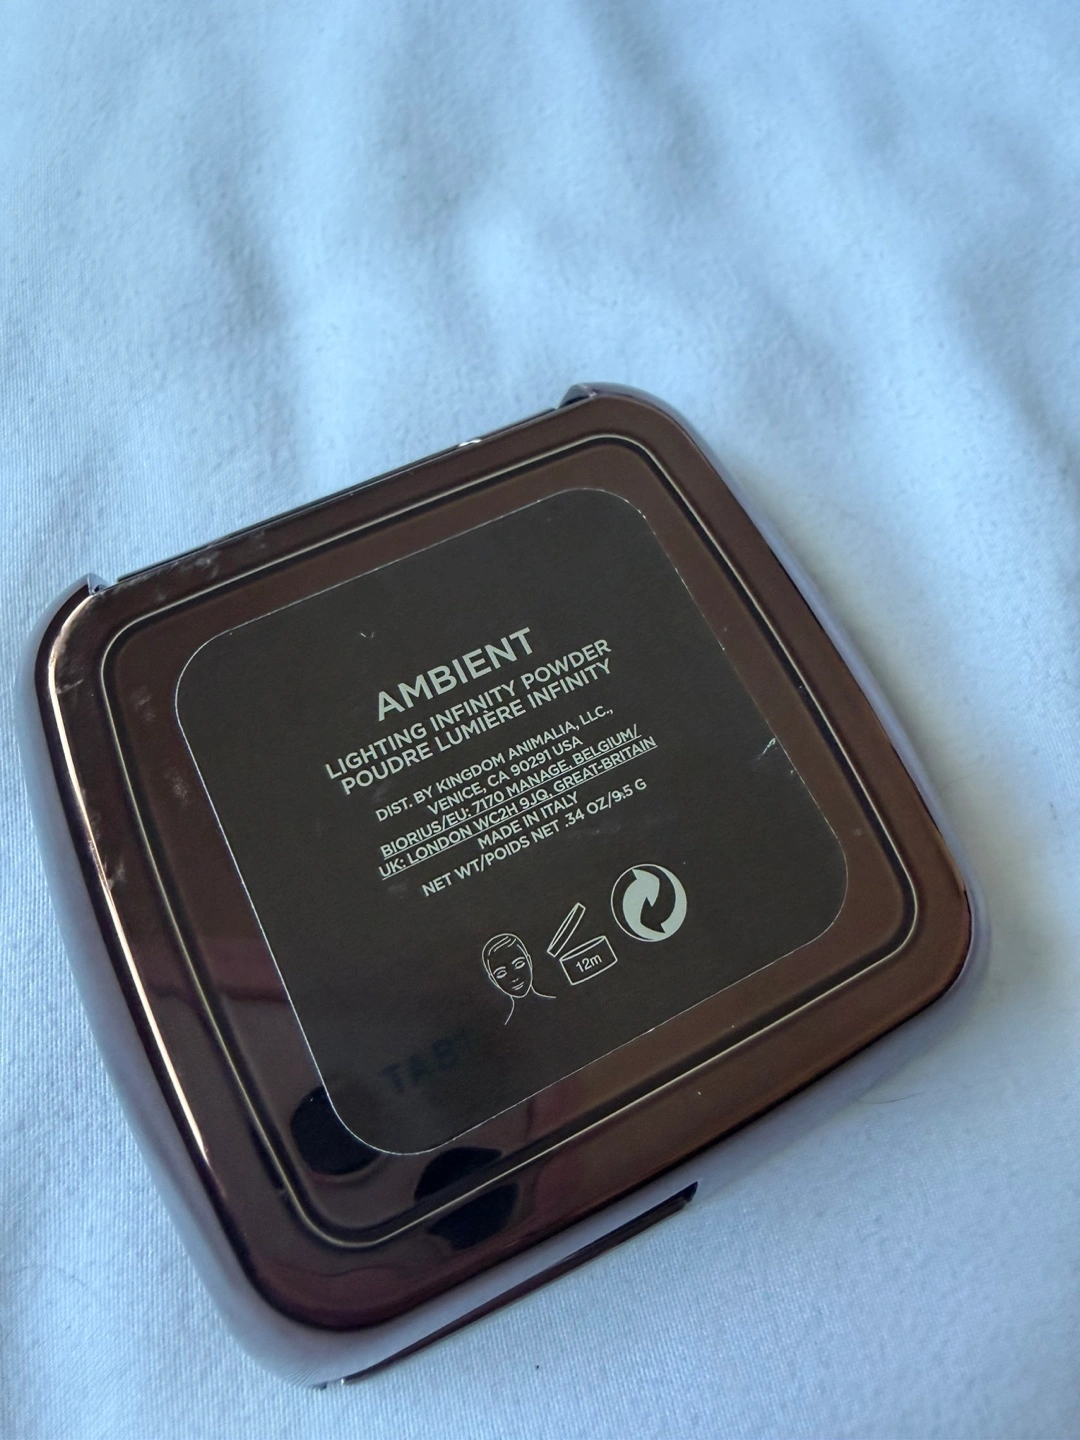 AMBIENT
LIGHTING INFINITY POWDER
POUDRE LUMIÈRE INFINITY
DIST. BY KINGDOM ANIMALIA, LLC.,
VENICE, CA 90291 USA
BIORIUS/EU: 7170 MANAGE, BELGIUM/
UK: LONDON WC2H 9JQ, GREAT-BRITAIN
MADE IN ITALY
NET WT/POIDS NET .34 OZ/9.5 G
12m